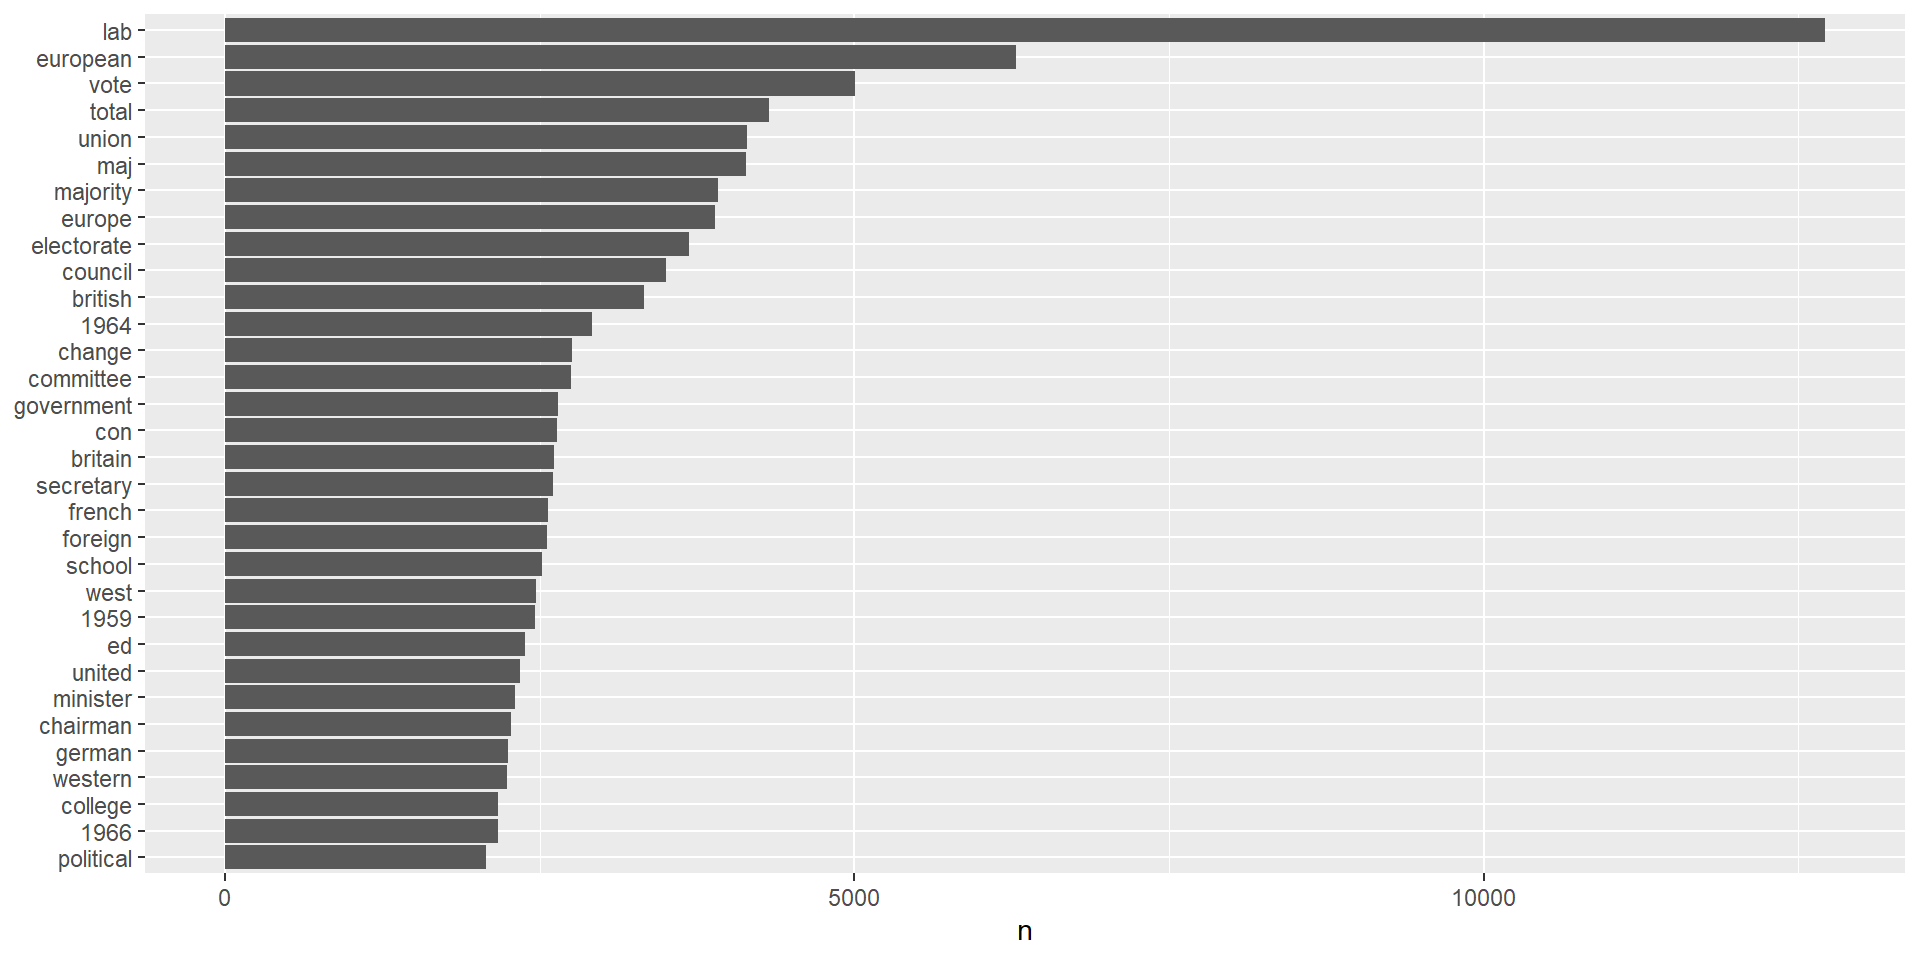 lab
european
vote
total
union
maj
majority
europe
electorate
council
british
1964
change
committee
government
con
britain
secretary
french
foreign
school
west
1959
ed
united
minister
chairman
german
western
college
1966
political
0 5000 10000
n